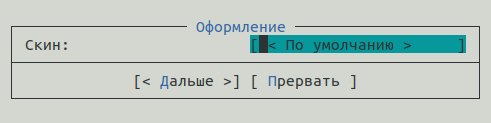 Оформление
Скин: [ < По умолчанию > ]
[< Дальше >] [ Прервать ]